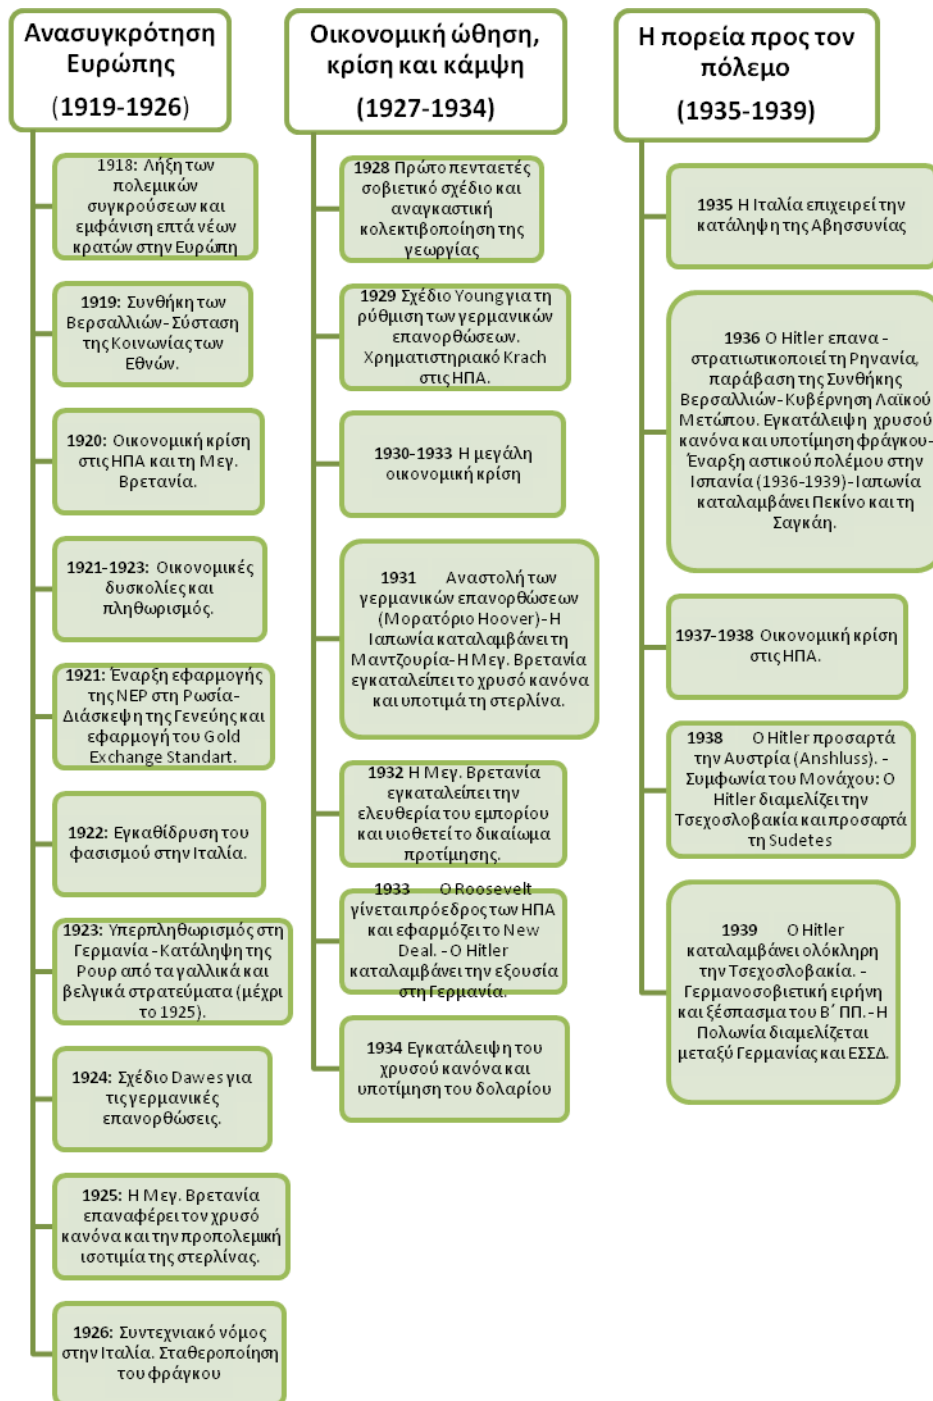 Ανασυγκρότηση
Ευρώπης
(1919-1926)
1918: Λήξη των
πολεμικών
συγκρούσεων και
εμφάνιση επτά νέων
κρατών στην Ευρώπη
1919: Συνθήκη των
Βερσαλλιών- Σύσταση
της Κοινωνίας των
Εθνών.
1920: Οικονομική κρίση
στις ΗΠΑ και τη Μεγ.
Βρετανία.
1921-1923: Οικονομικές
δυσκολίες και
πληθωρισμός.
1921: Έναρξη εφαρμογής
της ΝΕΡ στη Ρωσία-
Διάσκεψη της Γενεύης και
εφαρμογή του Gold
Exchange Standart.
1922: Εγκαθίδρυση του
φασισμού στην Ιταλία.
1923: Υπερπληθωρισμός στη
Γερμανία - Κατάληψη της
Ρουρ από τα γαλλικά και
βελγικά στρατεύματα (μέχρι
το 1925).
1924: Σχέδιο Dawes για
τις γερμανικές
επανορθώσεις.
1925: Η Μεγ. Βρετανία
επαναφέρει τον χρυσό
κανόνα και την προπολεμική
ισοτιμία της στερλίνας.
1926: Συντεχνιακό νόμος
στην Ιταλία. Σταθεροποίηση
του φράγκου
Οικονομική ώθηση,
κρίση και κάμψη
(1927-1934)
1928 Πρώτο πενταετές
σοβιετικό σχέδιο και
αναγκαστική
κολεκτιβοποίηση της
γεωργίας
1929 Σχέδιο Young για τη
ρύθμιση των γερμανικών
επανορθώσεων.
Χρηματιστηριακό Krach
στις ΗΠΑ.
1930-1933 Η μεγάλη
οικονομική κρίση
1931 Αναστολή των
γερμανικών επανορθώσεων
(Μορατόριο Hoover)- Η
Ιαπωνία καταλαμβάνει τη
Μαντζουρία- Η Μεγ. Βρετανία
εγκαταλείπει το χρυσό κανόνα
και υποτιμά τη στερλίνα.
1932 Η Μεγ. Βρετανία
εγκαταλείπει την
ελευθερία του εμπορίου
και υιοθετεί το δικαίωμα
προτίμησης.
1933 Ο Roosevelt
γίνεται πρόεδρος των ΗΠΑ
και εφαρμόζει το New
Deal. - Ο Hitler
καταλαμβάνει την εξουσία
στη Γερμανία.
1934 Εγκατάλειψη του
χρυσού κανόνα και
υποτίμηση του δολαρίου
Η πορεία προς τον
πόλεμο
(1935-1939)
1935 Η Ιταλία επιχειρεί την
κατάληψη της Αβησσυνίας
1936 Ο Hitler επανα -
στρατιωτικοποιεί τη Ρηνανία,
παράβαση της Συνθήκης
Βερσαλλιών- Κυβέρνηση Λαϊκού
Μετώπου. Εγκατάλειψη χρυσού
κανόνα και υποτίμηση φράγκου-
Έναρξη αστικού πολέμου στην
Ισπανία (1936-1939)- Ιαπωνία
καταλαμβάνει Πεκίνο και τη
Σαγκάη.
1937-1938 Οικονομική κρίση
στις ΗΠΑ.
1938 Ο Hitler προσαρτά
την Αυστρία (Anshluss). -
Συμφωνία του Μονάχου: Ο
Hitler διαμελίζει την
Τσεχοσλοβακία και προσαρτά
τη Sudetes
1939 Ο Hitler
καταλαμβάνει ολόκληρη
την Τσεχοσλοβακία. -
Γερμανοσοβιετική ειρήνη
και ξέσπασμα του Β΄ ΠΠ. - Η
Πολωνία διαμελίζεται
μεταξύ Γερμανίας και ΕΣΣΔ.